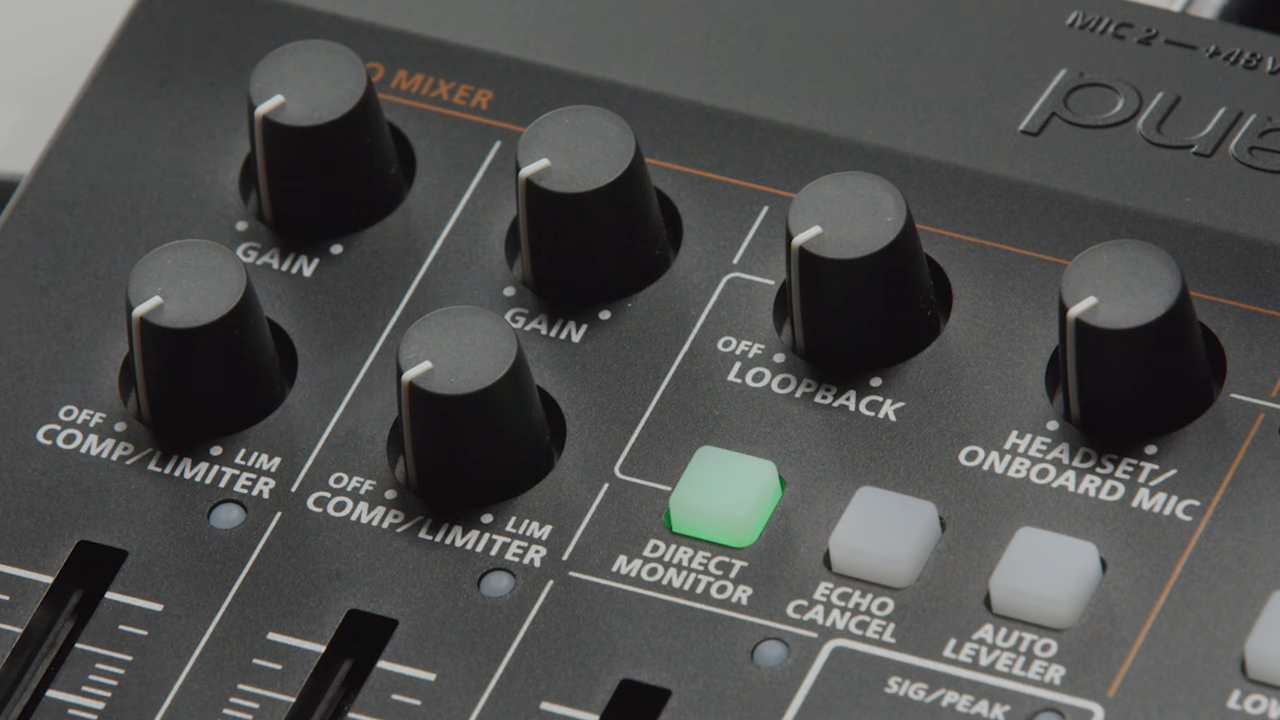 MIC 2 — +48V
O MIXER
GAIN
GAIN
OFF
LOOPBACK
OFF
LIM
COMP/LIMITER
OFF
LIM
COMP/LIMITER
HEADSET/
ONBOARD MIC
DIRECT
MONITOR
ECHO
CANCEL
AUTO
LEVELER
SIG/PEAK